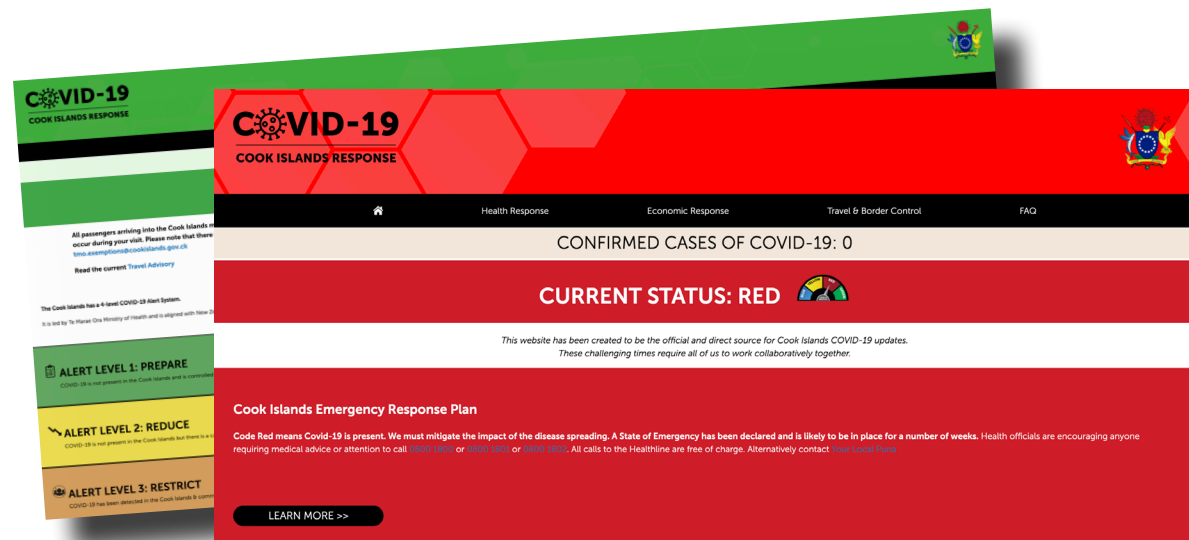 COVID-19
COOK ISLANDS RESPONSE
All passengers arriving into the Cook Islands m
occur during your visit. Please note that there
tmo.exemptions@cookislands.gov.ck
Read the current Travel Advisory
The Cook Islands has a 4-level COVID-19 Alert System.
It is led by Te Marae Ora Ministry of Health and is aligned with New Ze
ALERT LEVEL 1: PREPARE
COVID-19 is not present in the Cook Islands and is controlled
ALERT LEVEL 2: REDUCE
COVID-19 is not present in the Cook Islands but there is a
ALERT LEVEL 3: RESTRICT
COVID-19 has been detected in the Cook Islands & comm
COVID-19
COOK ISLANDS RESPONSE
Health Response Economic Response Travel & Border Control FAQ
CONFIRMED CASES OF COVID-19: 0
CURRENT STATUS: RED
This website has been created to be the official and direct source for Cook Islands COVID-19 updates.
These challenging times require all of us to work collaboratively together.
Cook Islands Emergency Response Plan
Code Red means Covid-19 is present. We must mitigate the impact of the disease spreading. A State of Emergency has been declared and is likely to be in place for a number of weeks. Health officials are encouraging anyone
requiring medical advice or attention to call or or . All calls to the Healthline are free of charge. Alternatively contact
LEARN MORE >>